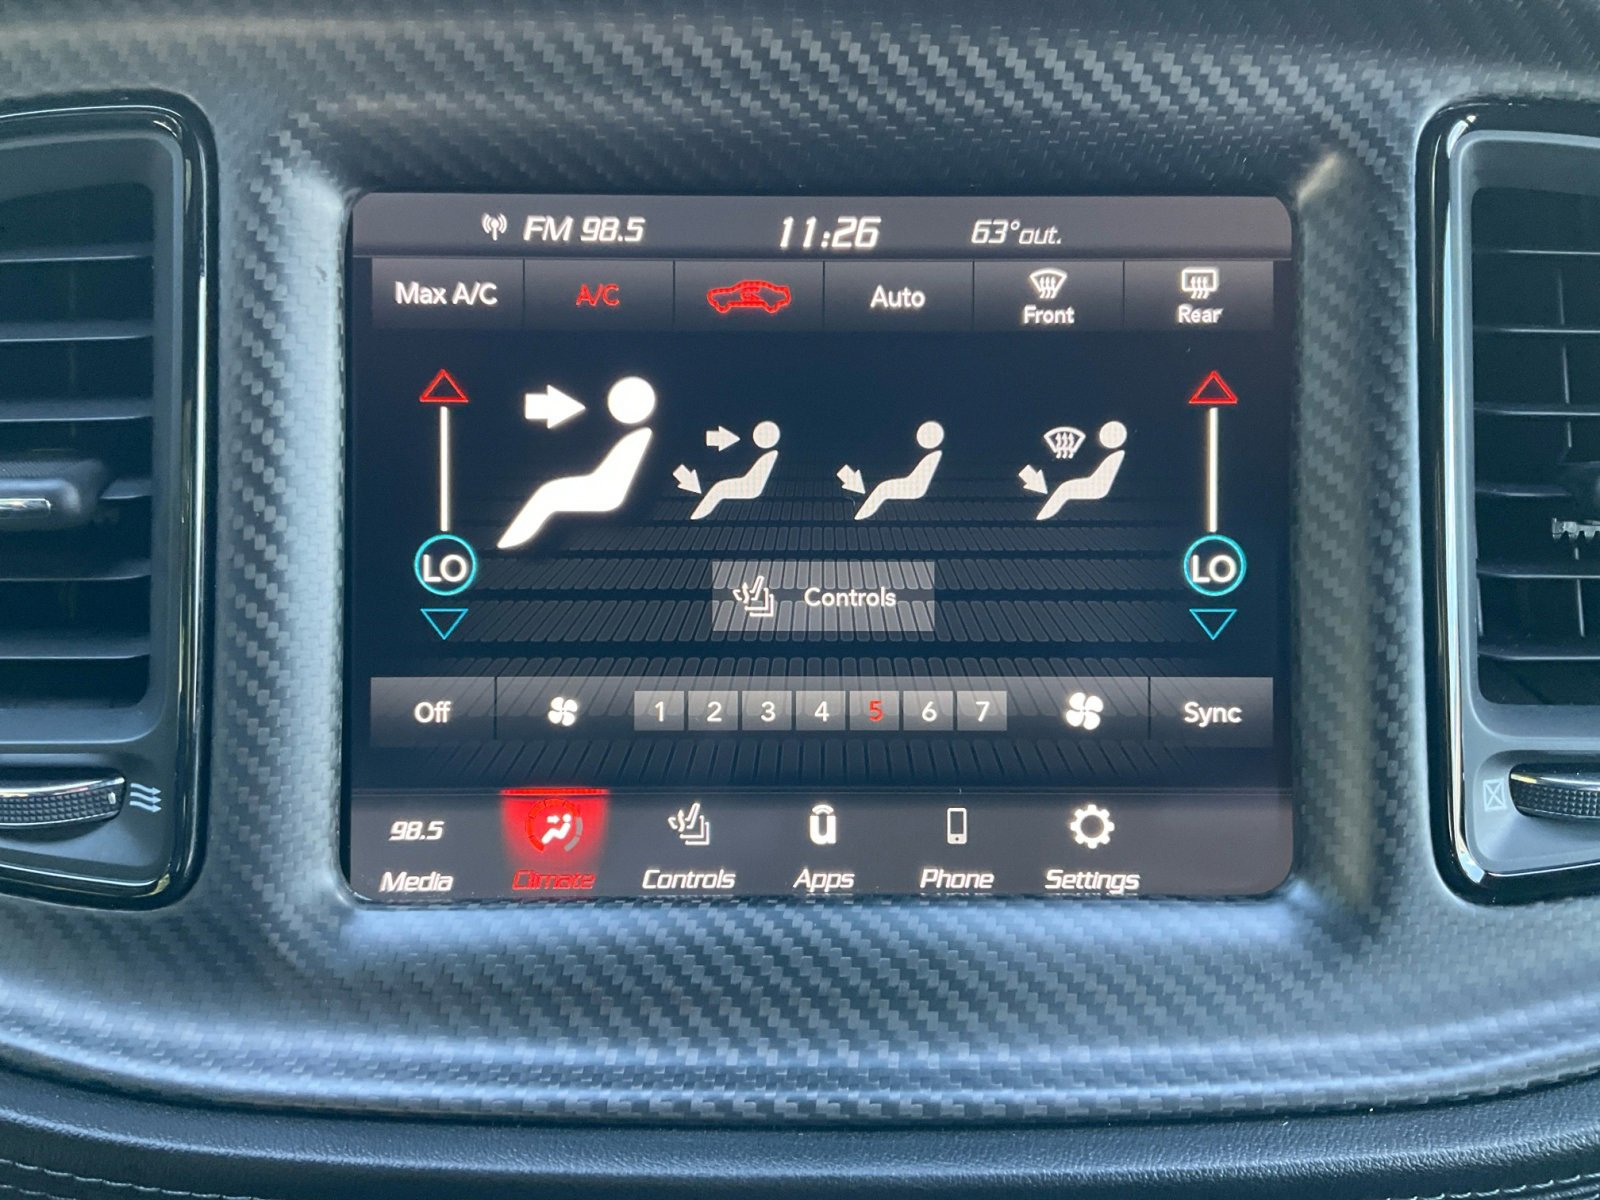 FM 98.5 11:26 63°out.
Max A/C A/C Auto Front Rear
LO LO
Controls
Off 1 2 3 4 5 6 7 Sync
98.5
Media Climate Controls Apps Phone Settings